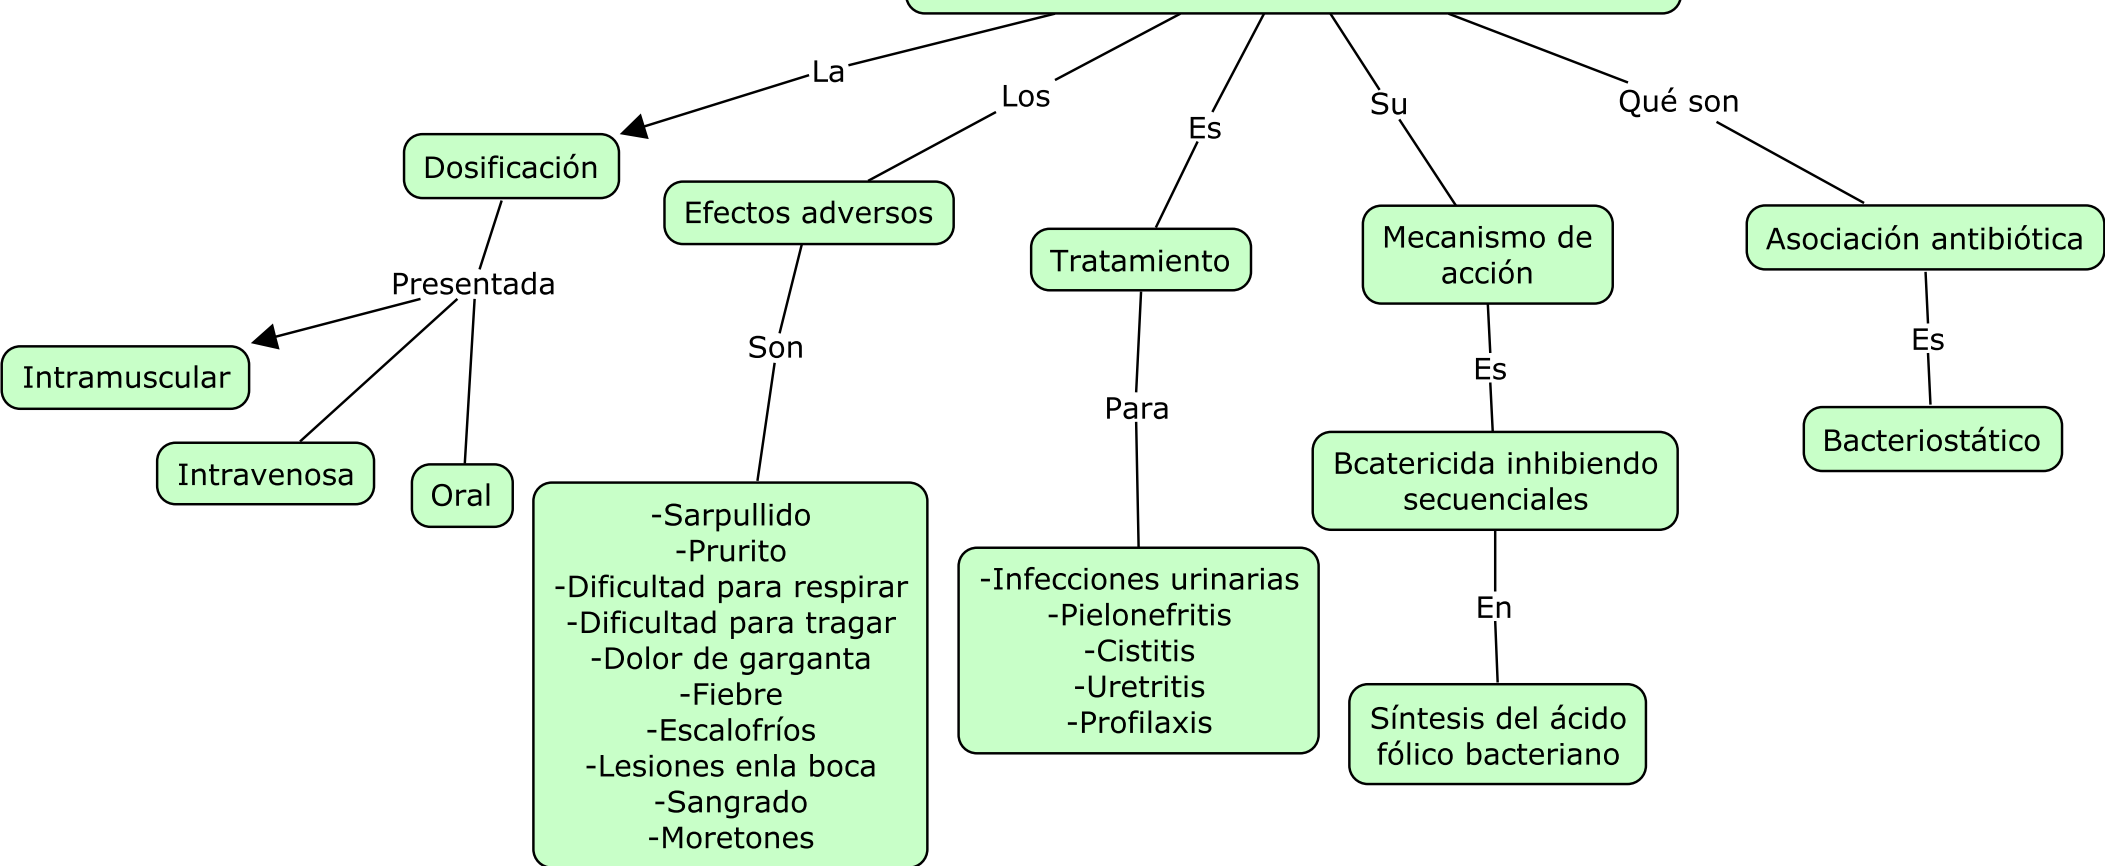 La
Los
Es
Su
Qué son
Dosificación
Efectos adversos
Tratamiento
Mecanismo de
acción
Asociación antibiótica
Presentada
Son
Para
Es
Es
Intramuscular
Intravenosa
Oral
-Sarpullido
-Prurito
-Dificultad para respirar
-Dificultad para tragar
-Dolor de garganta
-Fiebre
-Escalofríos
-Lesiones enla boca
-Sangrado
-Moretones
-Infecciones urinarias
-Pielonefritis
-Cistitis
-Uretritis
-Profilaxis
Bcatericida inhibiendo
secuenciales
En
Síntesis del ácido
fólico bacteriano
Bacteriostático